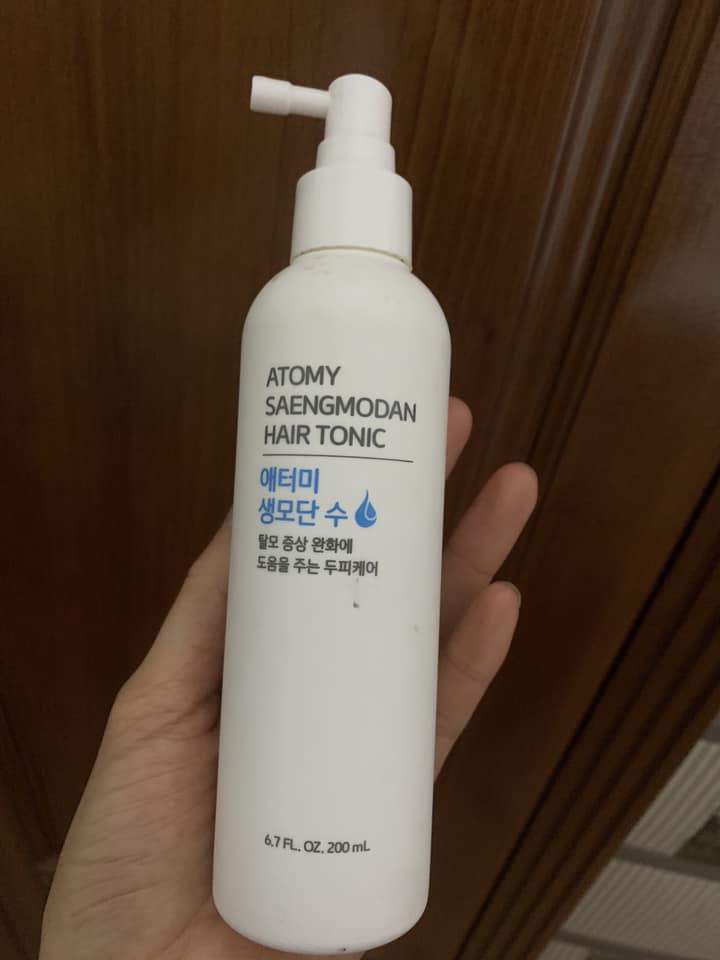 ATOMY
SAENGMODAN
HAIR TONIC
애터미
생모단 수
탈모 증상 완화에
도움을 주는 두피케어
6.7 FL. OZ. 200 mL